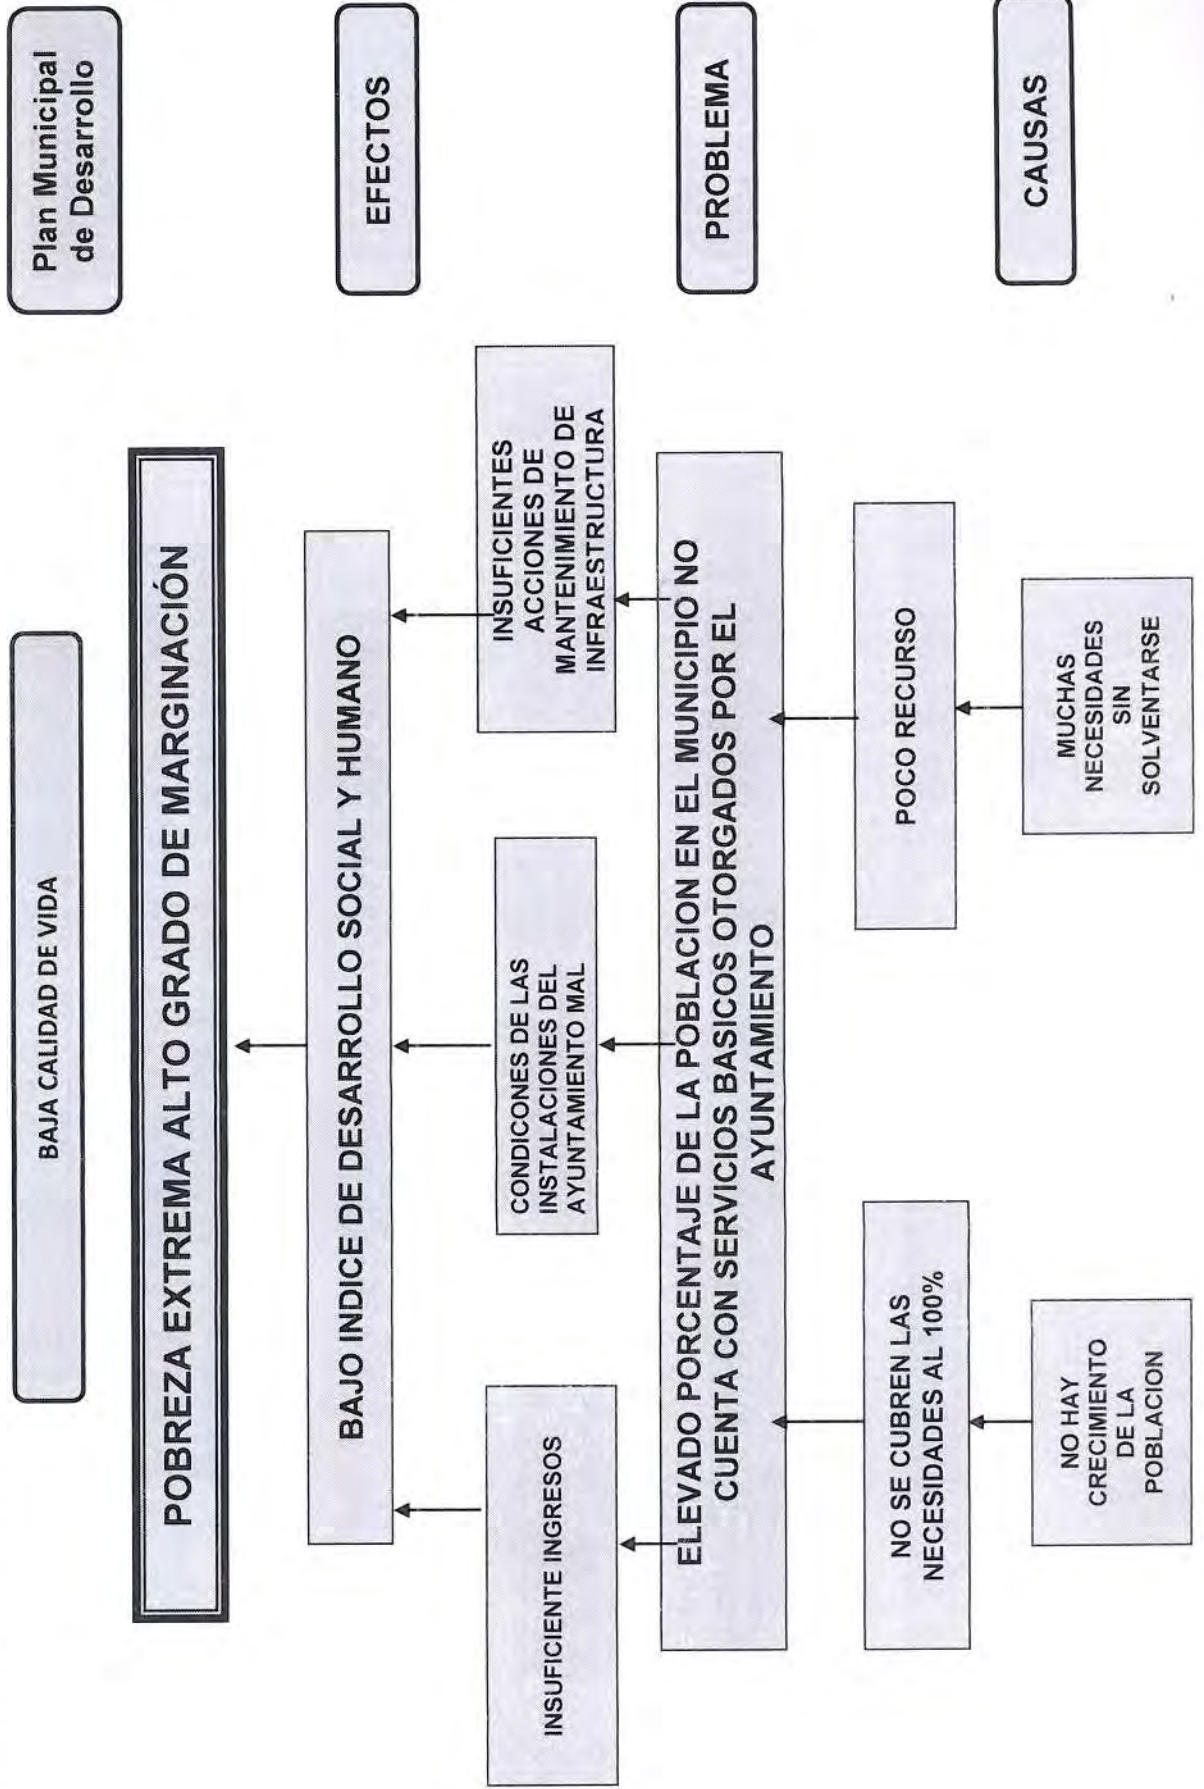 BAJA CALIDAD DE VIDA
Plan Municipal
de Desarrollo
POBREZA EXTREMA ALTO GRADO DE MARGINACIÓN
BAJO INDICE DE DESARROLLO SOCIAL Y HUMANO
EFECTOS
INSUFICIENTE INGRESOS
CONDICONES DE LAS
INSTALACIONES DEL
AYUNTAMIENTO MAL
INSUFICIENTES
ACCIONES DE
MANTENIMIENTO DE
INFRAESTRUCTURA
ELEVADO PORCENTAJE DE LA POBLACION EN EL MUNICIPIO NO
CUENTA CON SERVICIOS BASICOS OTORGADOS POR EL
AYUNTAMIENTO
PROBLEMA
NO SE CUBREN LAS
NECESIDADES AL 100%
POCO RECURSO
NO HAY
CRECIMIENTO
DE LA
POBLACION
MUCHAS
NECESIDADES
SIN
SOLVENTARSE
CAUSAS